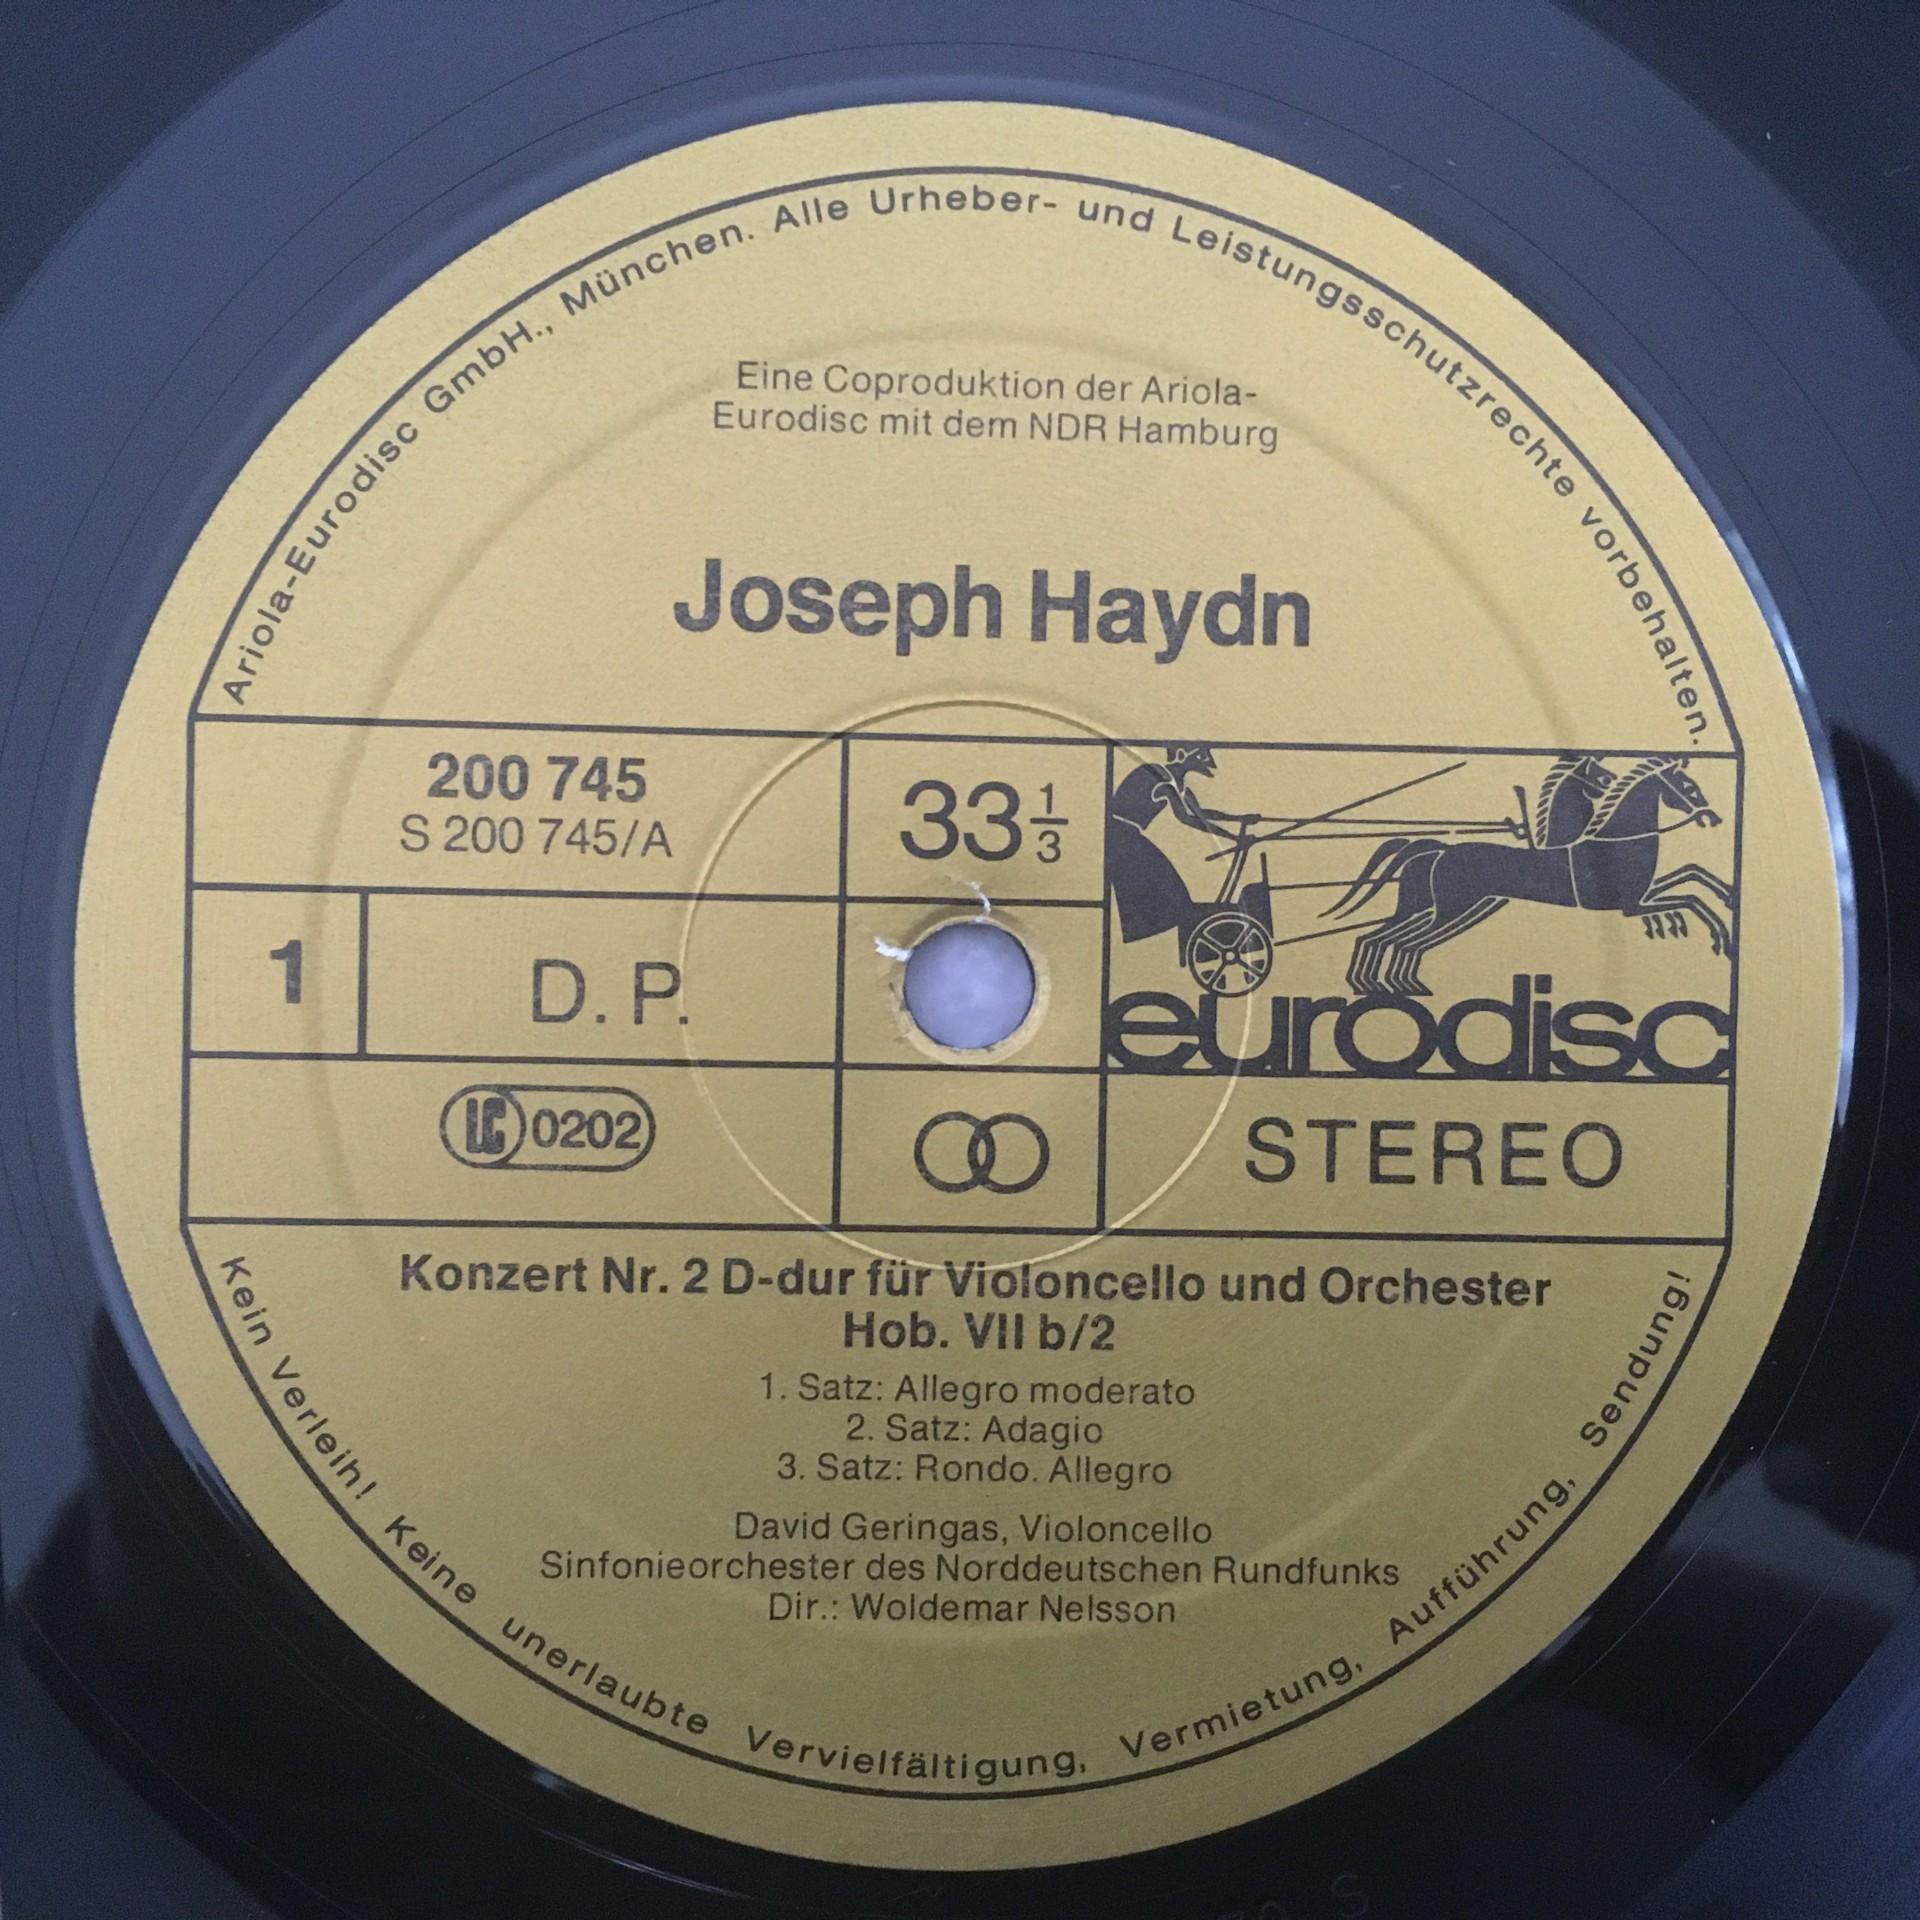 Ariola-Eurodisc GmbH., München. Alle Urheber- und Leistungsschutzrechte vorbehalten.
Eine Coproduktion der Ariola-
Eurodisc mit dem NDR Hamburg
Joseph Haydn
200 745
S 200 745/A
33 1/3
1
D. P.
eurodisc
LC 0202
STEREO
Konzert Nr. 2 D-dur für Violoncello und Orchester
Hob. VII b/2
1. Satz: Allegro moderato
2. Satz: Adagio
3. Satz: Rondo. Allegro
David Geringas, Violoncello
Sinfonieorchester des Norddeutschen Rundfunks
Dir.: Woldemar Nelsson
Kein Verleih! Keine unerlaubte Vervielfältigung, Vermietung, Aufführung, Sendung!